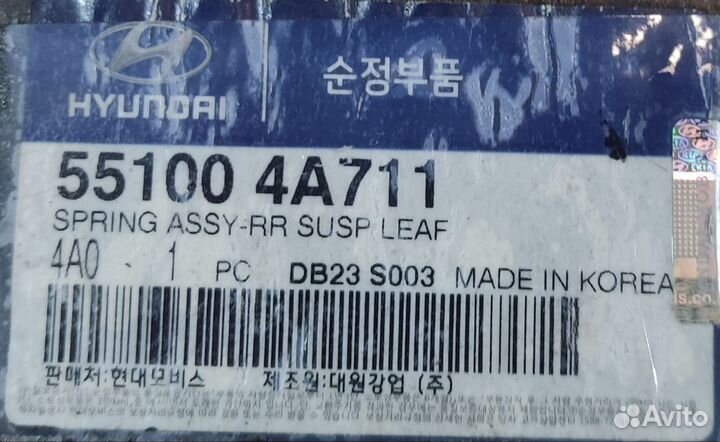 HYUNDAI
순정부품
55100 4A711
SPRING ASSY-RR SUSP LEAF
4A0 - 1 PC DB23 S003 MADE IN KOREA
판매처:현대모비스 제조원:대원강업 (주)
Avito